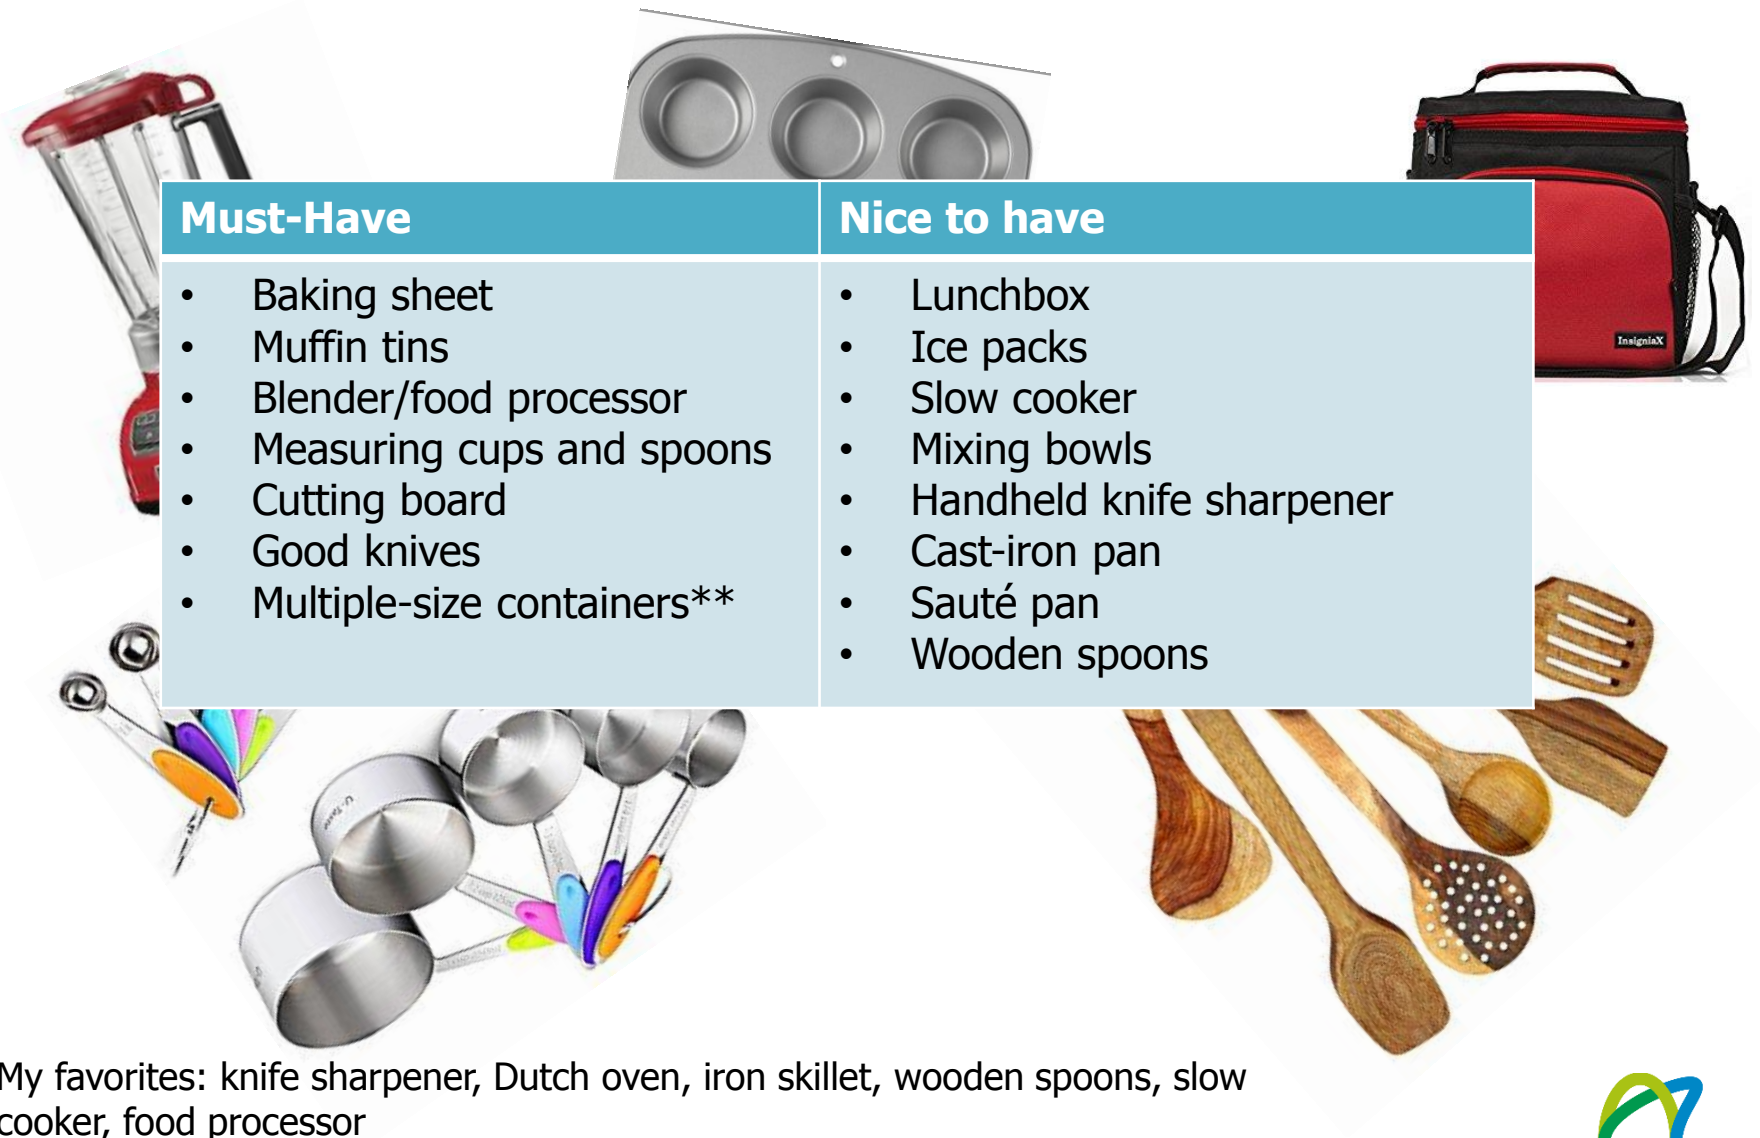 Must-Have
Nice to have
• Baking sheet
• Muffin tins
• Blender/food processor
• Measuring cups and spoons
• Cutting board
• Good knives
• Multiple-size containers**
• Lunchbox
• Ice packs
• Slow cooker
• Mixing bowls
• Handheld knife sharpener
• Cast-iron pan
• Sauté pan
• Wooden spoons
InsigniaX
U-Taste
My favorites: knife sharpener, Dutch oven, iron skillet, wooden spoons, slow
cooker, food processor